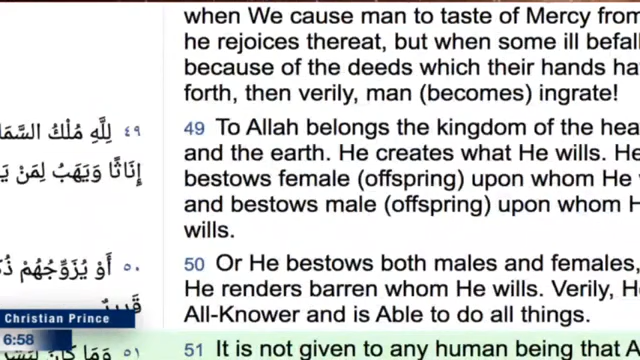 when We cause man to taste of Mercy from
he rejoices thereat, but when some ill befall
because of the deeds which their hands ha
forth, then verily, man (becomes) ingrate!
٤٩ لِلَّهِ مُلْكُ
49 To Allah belongs the kingdom of the hea
and the earth. He creates what He wills. He
إِنَاثًا وَيَهَبُ لِمَن
bestows female (offspring) upon whom He
and bestows male (offspring) upon whom H
wills.
٥٠ أَوْ يُزَوِّجُهُمْ
50 Or He bestows both males and females,
He renders barren whom He wills. Verily, H
قَدِيرٌ
All-Knower and is Able to do all things.
Christian Prince
6:58
٥١ وَمَا كَانَ
51 It is not given to any human being that A